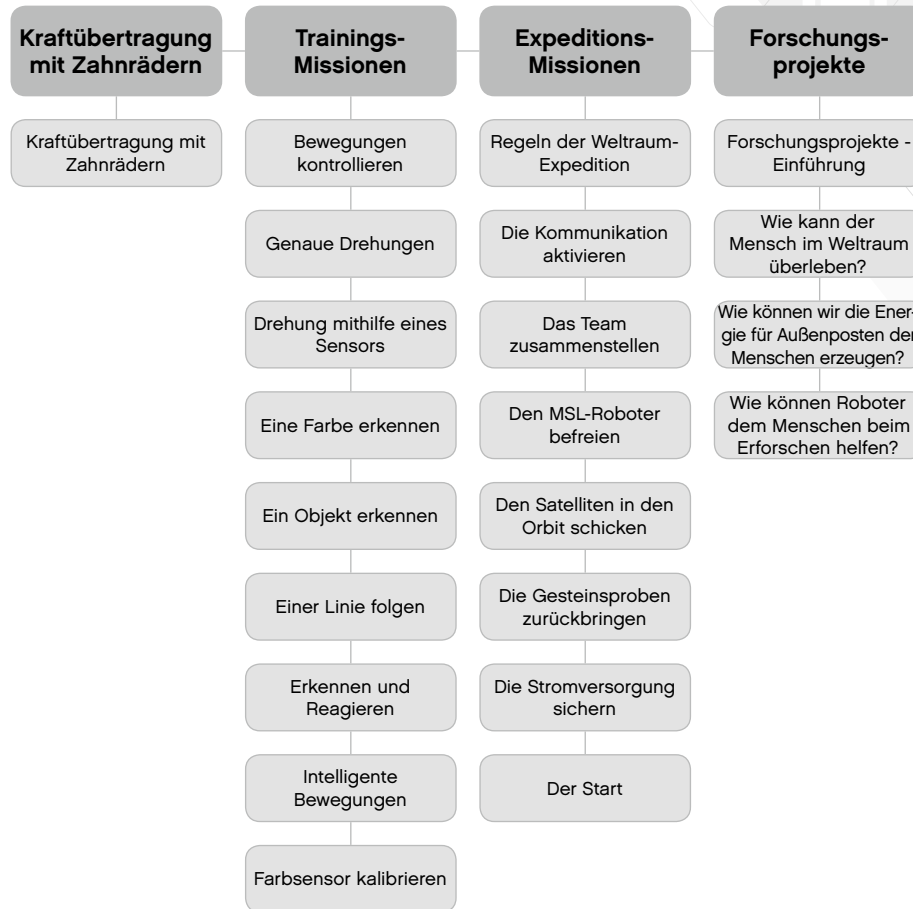 Kraftübertragung
mit Zahnrädern
Kraftübertragung mit
Zahnrädern
Trainings-
Missionen
Bewegungen
kontrollieren
Genaue Drehungen
Drehung mithilfe eines
Sensors
Eine Farbe erkennen
Ein Objekt erkennen
Einer Linie folgen
Erkennen und
Reagieren
Intelligente
Bewegungen
Farbsensor kalibrieren
Expeditions-
Missionen
Regeln der Weltraum-
Expedition
Die Kommunikation
aktivieren
Das Team
zusammenstellen
Den MSL-Roboter
befreien
Den Satelliten in den
Orbit schicken
Die Gesteinsproben
zurückbringen
Die Stromversorgung
sichern
Der Start
Forschungs-
projekte
Forschungsprojekte -
Einführung
Wie kann der
Mensch im Weltraum
überleben?
Wie können wir die Ener-
gie für Außenposten der
Menschen erzeugen?
Wie können Roboter
dem Menschen beim
Erforschen helfen?